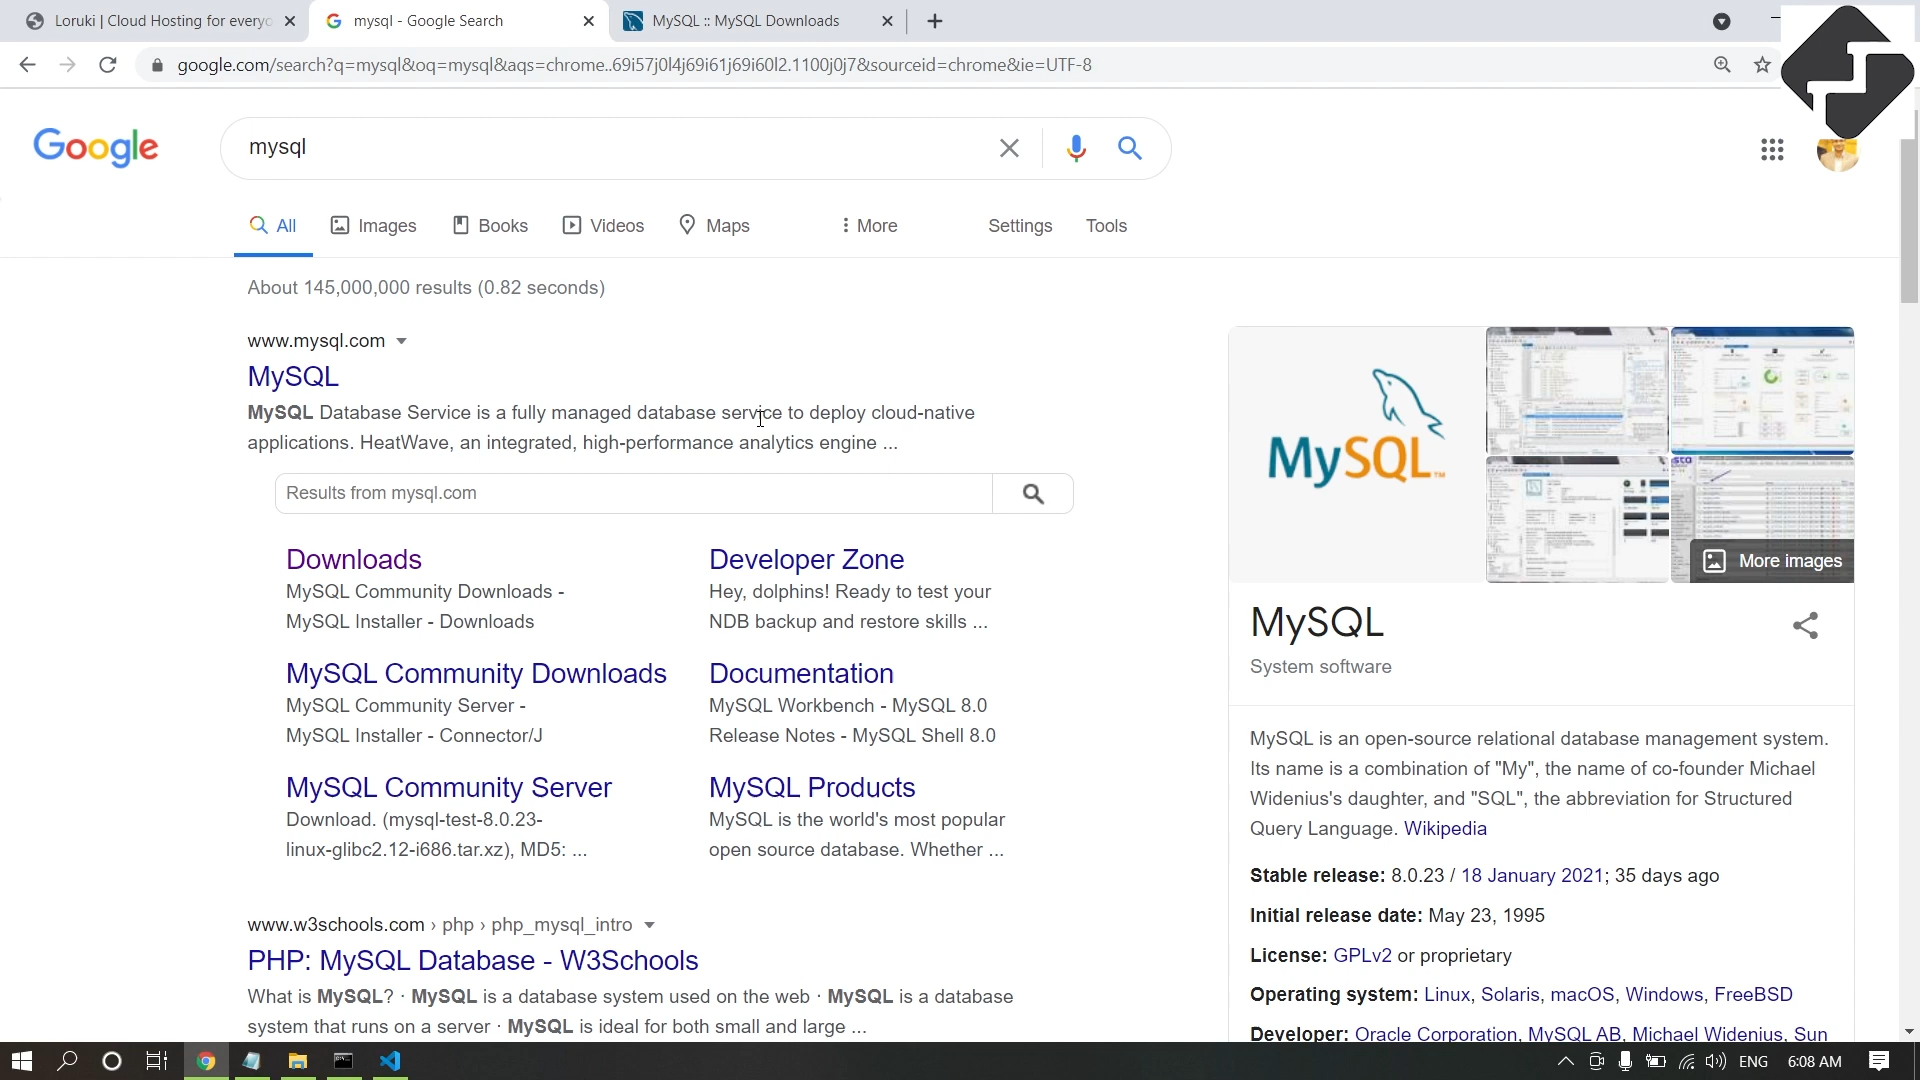 Loruki | Cloud Hosting for everyo
mysql - Google Search
MySQL :: MySQL Downloads
google.com/search?q=mysql&oq=mysql&aqs=chrome..69i57j0l4j69i61j69i60l2.1100j0j7&sourceid=chrome&ie=UTF-8
Google
mysql
All
Images
Books
Videos
Maps
More
Settings
Tools
About 145,000,000 results (0.82 seconds)
www.mysql.com
MySQL
MySQL Database Service is a fully managed database service to deploy cloud-native
applications. HeatWave, an integrated, high-performance analytics engine ...
Results from mysql.com
Downloads
MySQL Community Downloads -
MySQL Installer - Downloads
Developer Zone
Hey, dolphins! Ready to test your
NDB backup and restore skills ...
MySQL Community Downloads
MySQL Community Server -
MySQL Installer - Connector/J
Documentation
MySQL Workbench - MySQL 8.0
Release Notes - MySQL Shell 8.0
MySQL Community Server
Download. (mysql-test-8.0.23-
linux-glibc2.12-i686.tar.xz), MD5: ...
MySQL Products
MySQL is the world's most popular
open source database. Whether ...
www.w3schools.com › php › php_mysql_intro
PHP: MySQL Database - W3Schools
What is MySQL? · MySQL is a database system used on the web · MySQL is a database
system that runs on a server · MySQL is ideal for both small and large ...
MySQL™
More images
MySQL
System software
MySQL is an open-source relational database management system.
Its name is a combination of "My", the name of co-founder Michael
Widenius's daughter, and "SQL", the abbreviation for Structured
Query Language. Wikipedia
Stable release: 8.0.23 / 18 January 2021; 35 days ago
Initial release date: May 23, 1995
License: GPLv2 or proprietary
Operating system: Linux, Solaris, macOS, Windows, FreeBSD
Developer: Oracle Corporation, MySQL AB, Michael Widenius, Sun
ENG
6:08 AM